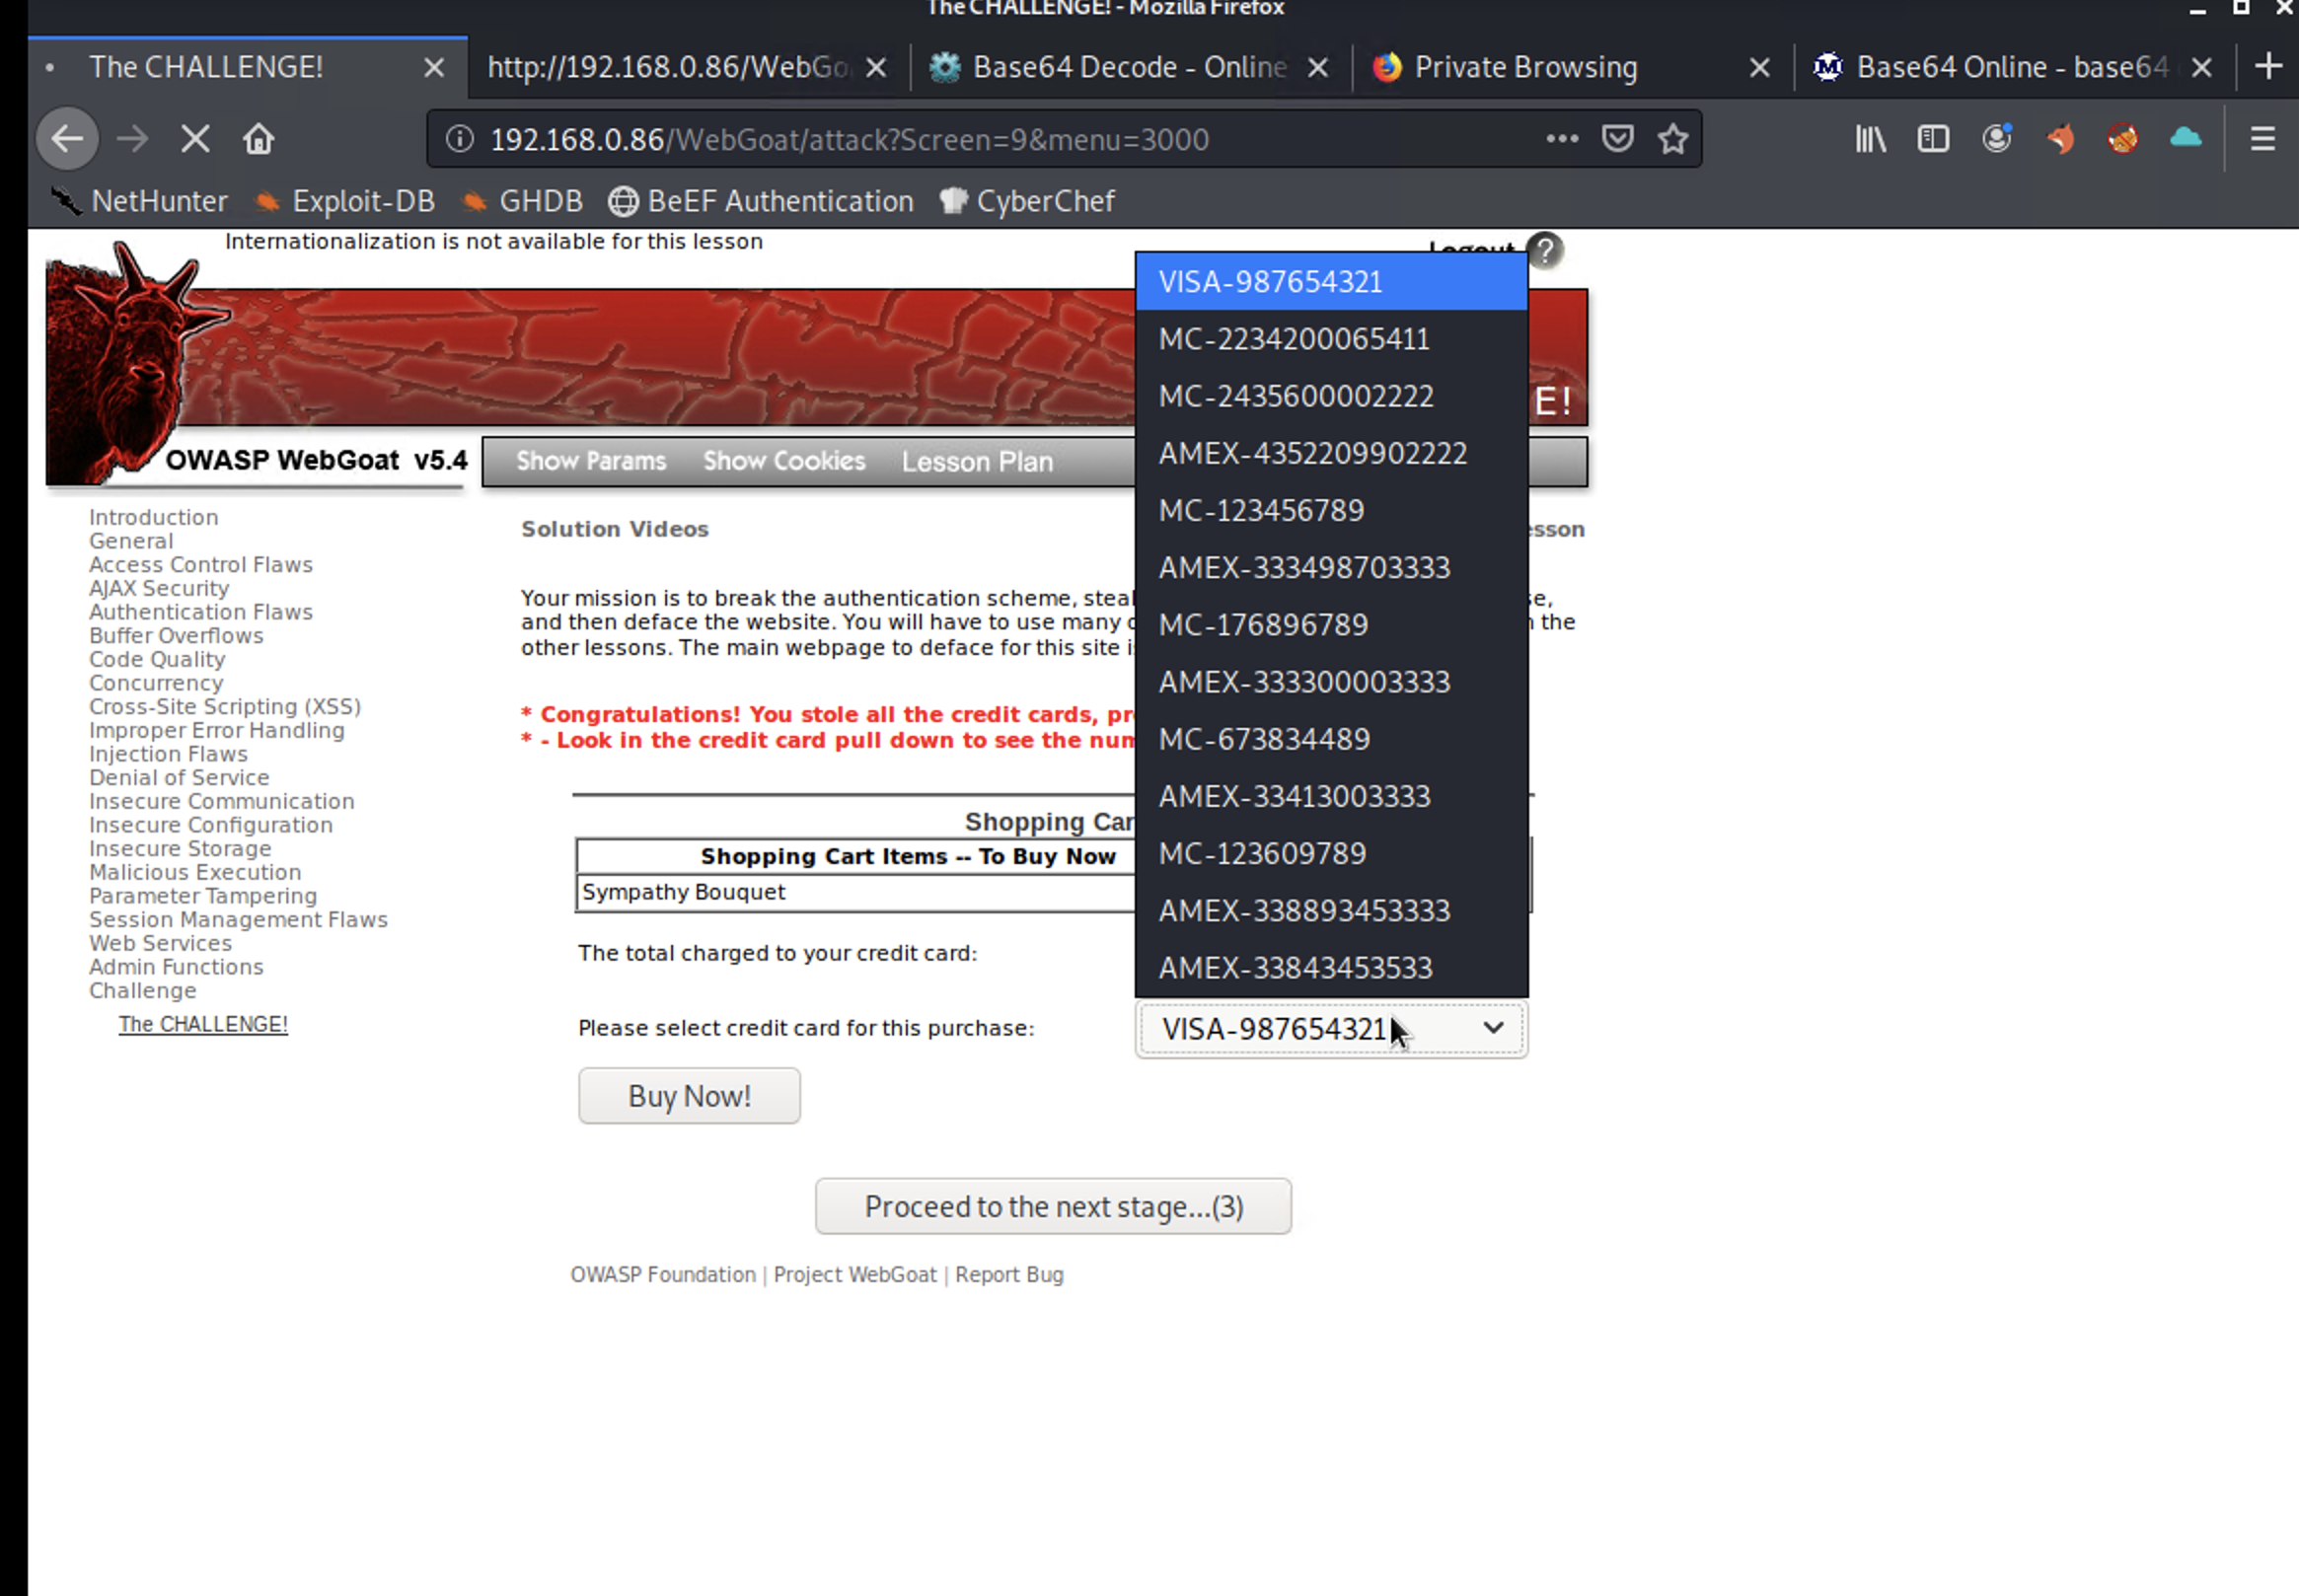 The CHALLENGE! - Mozilla Firefox
The CHALLENGE!
http://192.168.0.86/WebGo
Base64 Decode - Online
Private Browsing
Base64 Online - base64
192.168.0.86/WebGoat/attack?Screen=9&menu=3000
NetHunter Exploit-DB GHDB BeEF Authentication CyberChef
Internationalization is not available for this lesson
Logout ?
E!
OWASP WebGoat v5.4
Show Params Show Cookies Lesson Plan
Introduction
General
Access Control Flaws
AJAX Security
Authentication Flaws
Buffer Overflows
Code Quality
Concurrency
Cross-Site Scripting (XSS)
Improper Error Handling
Injection Flaws
Denial of Service
Insecure Communication
Insecure Configuration
Insecure Storage
Malicious Execution
Parameter Tampering
Session Management Flaws
Web Services
Admin Functions
Challenge
The CHALLENGE!
Solution Videos
esson
Your mission is to break the authentication scheme, steal se,
and then deface the website. You will have to use many the
other lessons. The main webpage to deface for this site
* Congratulations! You stole all the credit cards, pr
* - Look in the credit card pull down to see the num
Shopping Car
Shopping Cart Items -- To Buy Now
Sympathy Bouquet
The total charged to your credit card:
Please select credit card for this purchase:
VISA-987654321
MC-2234200065411
MC-2435600002222
AMEX-4352209902222
MC-123456789
AMEX-333498703333
MC-176896789
AMEX-333300003333
MC-673834489
AMEX-33413003333
MC-123609789
AMEX-338893453333
AMEX-33843453533
VISA-987654321
Buy Now!
Proceed to the next stage...(3)
OWASP Foundation | Project WebGoat | Report Bug